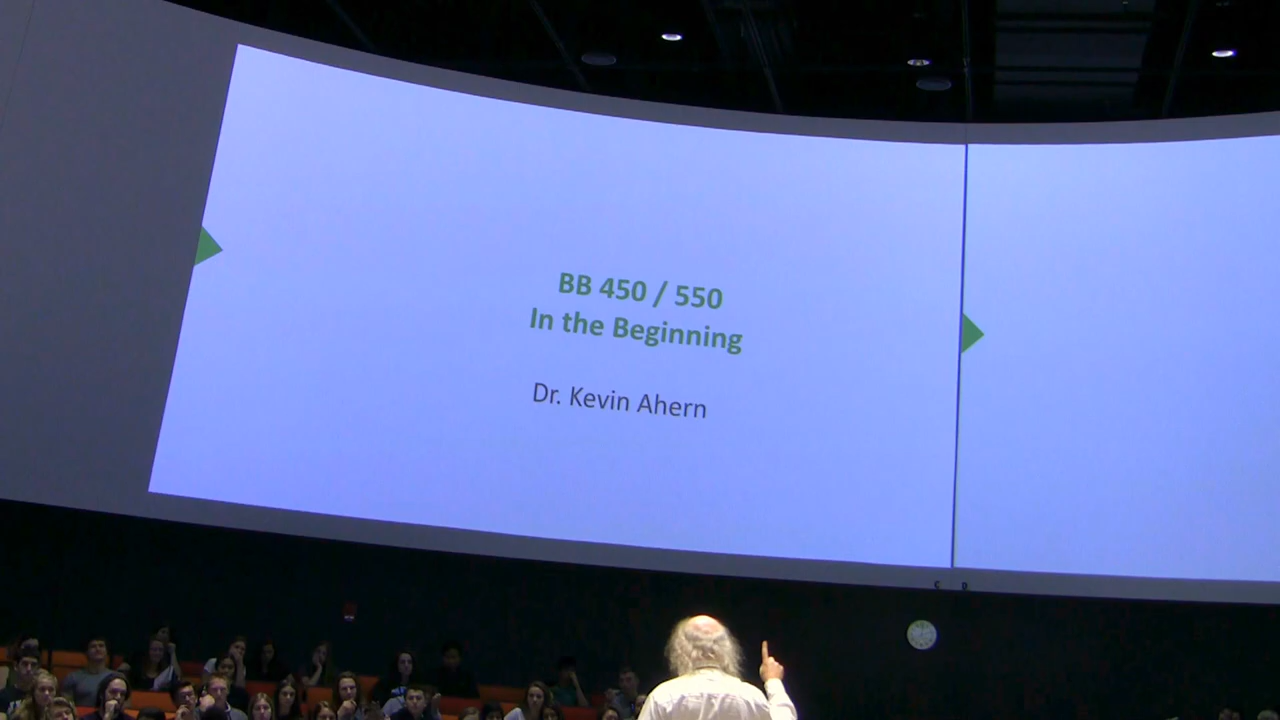 BB 450 / 550
In the Beginning
Dr. Kevin Ahern
C D